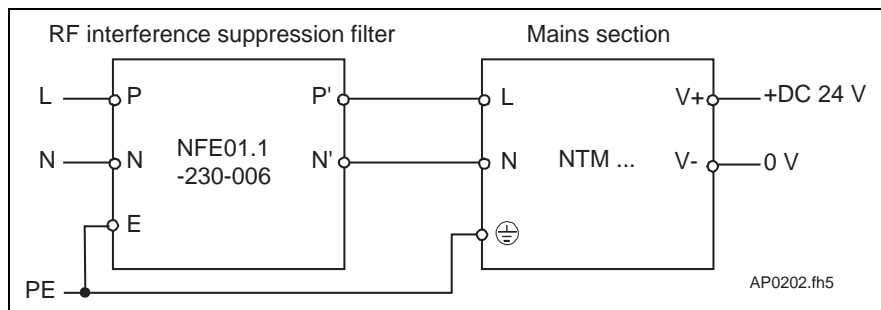 RF interference suppression filter
Mains section
L
P
P'
L
V+
+DC 24 V
NFE01.1
-230-006
N
N
N'
N
NTM ...
V-
0 V
E
PE
AP0202.fh5